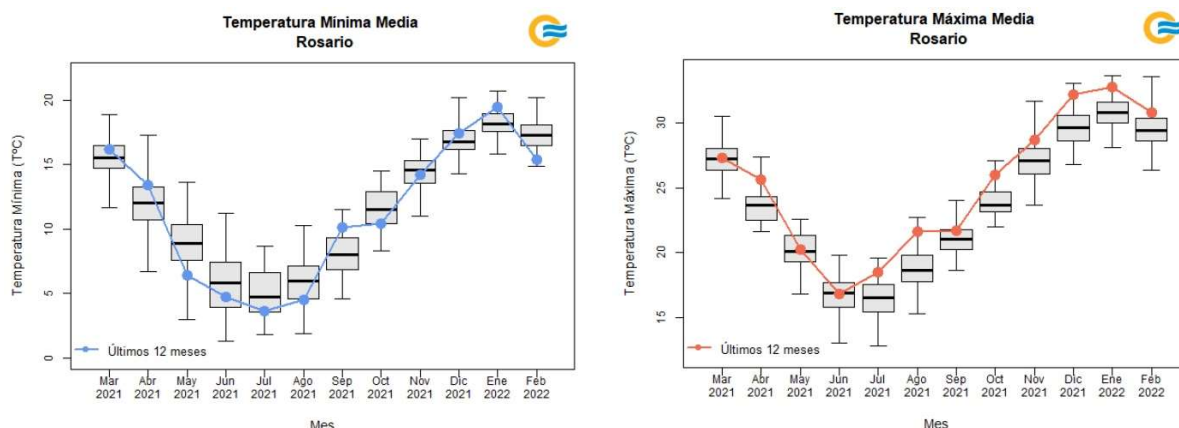 Temperatura Mínima Media
Rosario
Temperatura Mínima (TºC)
20
15
10
5
0
Últimos 12 meses
Mar Abr May Jun Jul Ago Sep Oct Nov Dic Ene Feb
2021 2021 2021 2021 2021 2021 2021 2021 2021 2021 2022 2022
Mes
Temperatura Máxima Media
Rosario
Temperatura Máxima (TºC)
30
25
20
15
Últimos 12 meses
Mar Abr May Jun Jul Ago Sep Oct Nov Dic Ene Feb
2021 2021 2021 2021 2021 2021 2021 2021 2021 2021 2022 2022
Mes